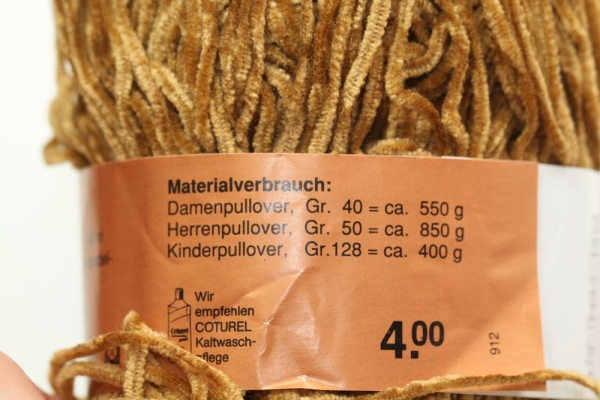 Materialverbrauch:
Damenpullover, Gr. 40 = ca. 550 g
Herrenpullover, Gr. 50 = ca. 850 g
Kinderpullover, Gr.128 = ca. 400 g
Wir
empfehlen
COTUREL
Kaltwasch-
pflege
4.00
912